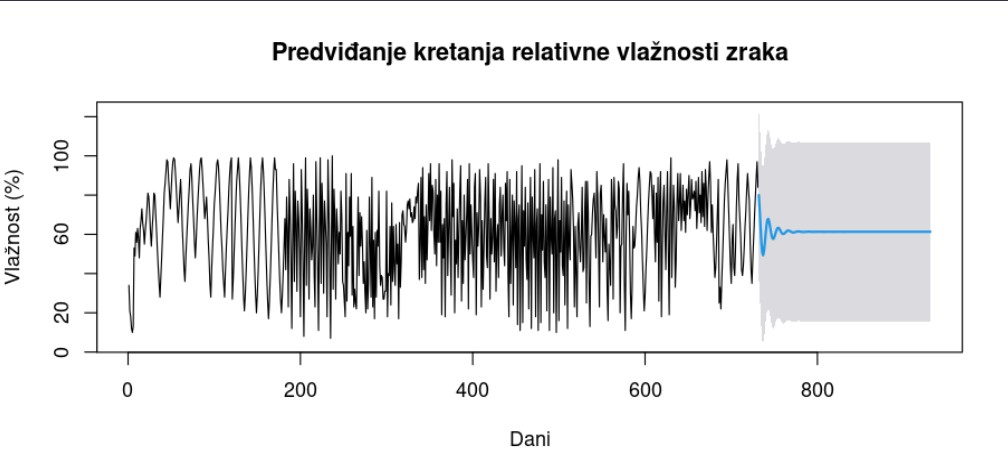 Predviđanje kretanja relativne vlažnosti zraka
Vlažnost (%)
100
60
20
0
0 200 400 600 800
Dani